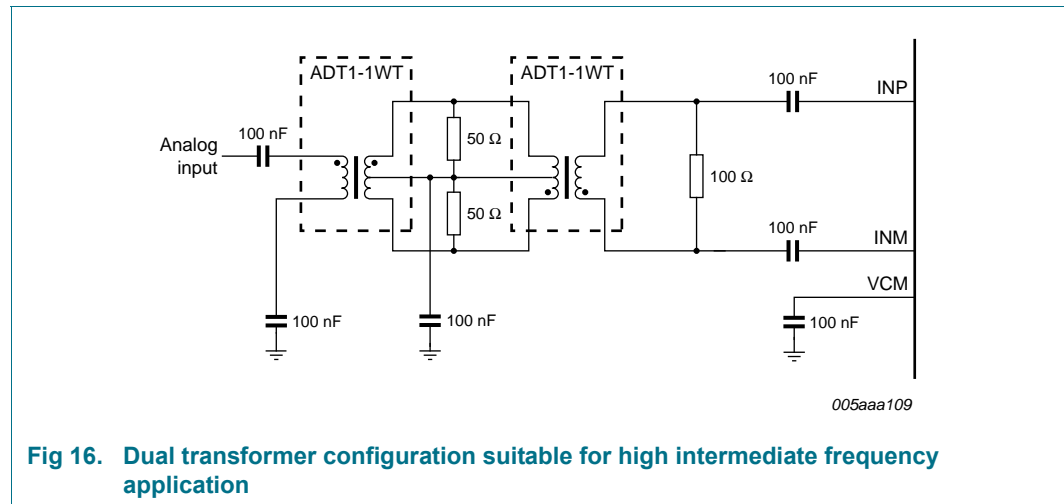 ADT1-1WT
ADT1-1WT
100 nF
INP
Analog
input
100 nF
50 Ω
100 Ω
50 Ω
100 nF
INM
VCM
100 nF
100 nF
100 nF
005aaa109
Fig 16. Dual transformer configuration suitable for high intermediate frequency
application